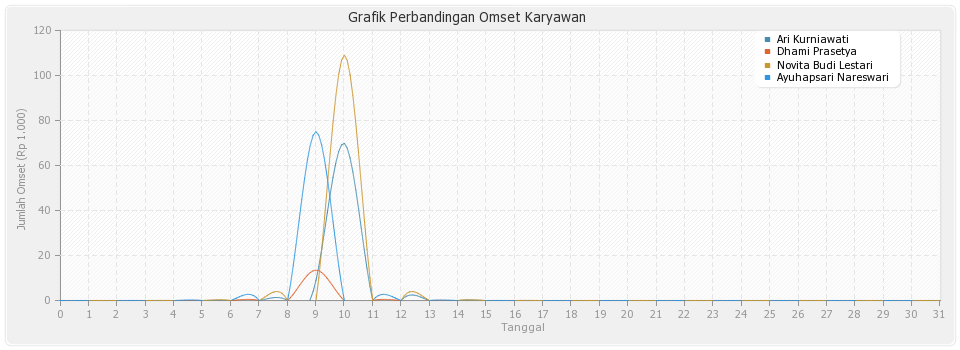 Grafik Perbandingan Omset Karyawan
Ari Kurniawati
Dhami Prasetya
Novita Budi Lestari
Ayuhapsari Nareswari
Jumlah Omset (Rp 1.000)
120
100
80
60
40
20
0
0 1 2 3 4 5 6 7 8 9 10 11 12 13 14 15 16 17 18 19 20 21 22 23 24 25 26 27 28 29 30 31
Tanggal